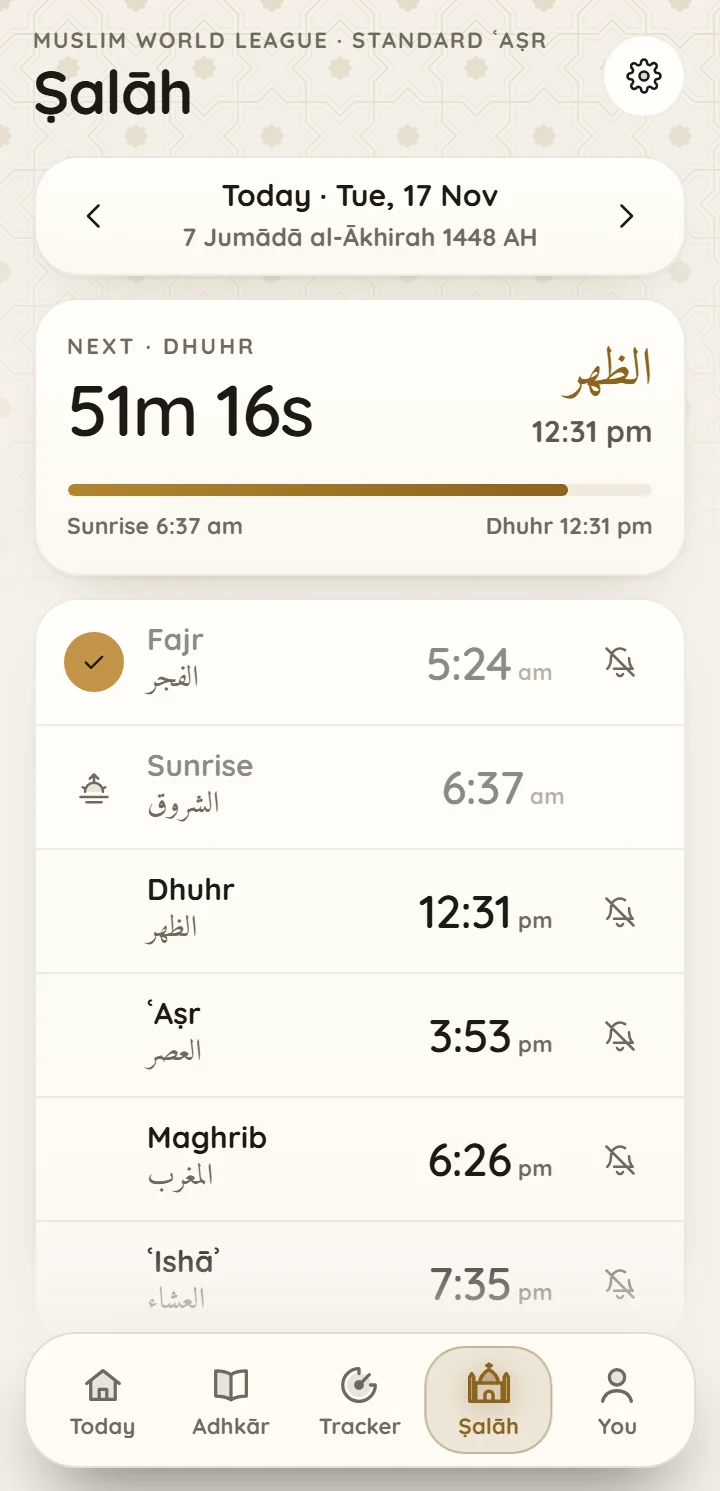 MUSLIM WORLD LEAGUE · STANDARD ʿAṢR
Ṣalāh
Today · Tue, 17 Nov
7 Jumādā al-Ākhirah 1448 AH
NEXT · DHUHR
الظهر
51m 16s
12:31 pm
Sunrise 6:37 am
Dhuhr 12:31 pm
Fajr
الفجر
5:24 am
Sunrise
الشروق
6:37 am
Dhuhr
الظهر
12:31 pm
ʿAṣr
العصر
3:53 pm
Maghrib
المغرب
6:26 pm
ʿIshāʾ
العشاء
7:35 pm
Today
Adhkār
Tracker
Ṣalāh
You